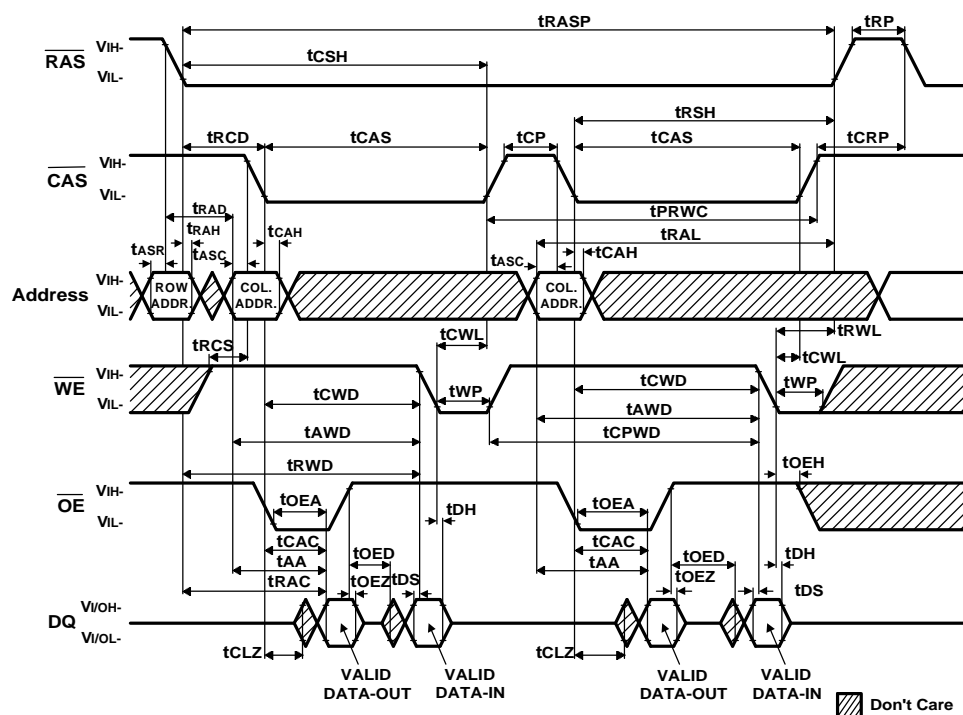 tRASP
tRP
VIH-
RAS
VIL-
tCSH
tRSH
tRCD
tCAS
tCP
tCAS
tCRP
VIH-
CAS
VIL-
tPRWC
tRAD
tRAH
tCAH
tRAL
tASR
tASC
tASC
tCAH
VIH-
Address
VIL-
ROW
ADDR.
COL.
ADDR.
COL.
ADDR.
tRWL
tCWL
tRCS
tCWL
VIH-
WE
VIL-
tCWD
tWP
tCWD
tWP
tAWD
tAWD
tCPWD
tRWD
tOEH
VIH-
OE
VIL-
tOEA
tDH
tOEA
tCAC
tCAC
tOED
tOED
tDH
tAA
tAA
tRAC
tOEZ
tDS
tOEZ
tDS
VI/OH-
DQ
VI/OL-
tCLZ
tCLZ
VALID
DATA-OUT
VALID
DATA-IN
VALID
DATA-OUT
VALID
DATA-IN
Don't Care